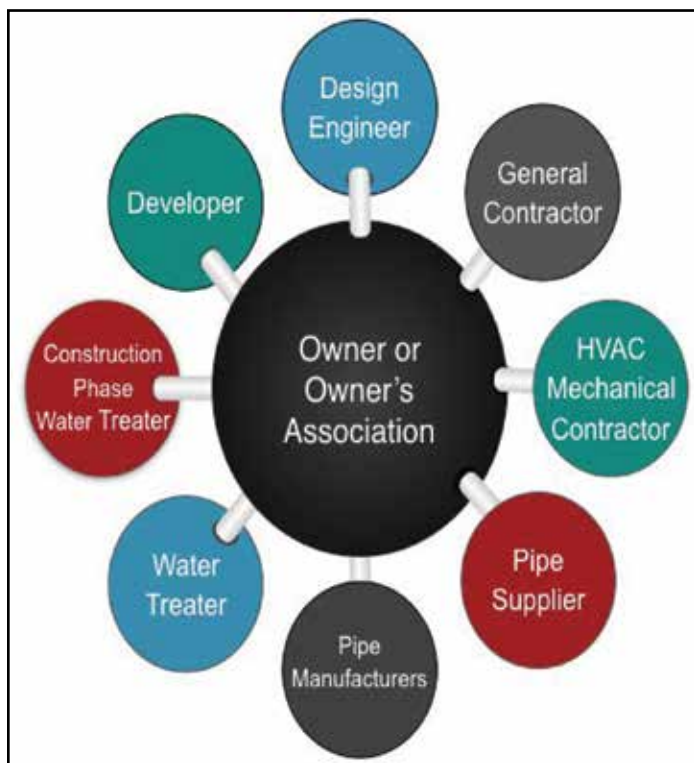 Design
Engineer
General
Contractor
Developer
Owner or
Owner's
Association
HVAC
Mechanical
Contractor
Construction
Phase
Water Treater
Water
Treater
Pipe
Supplier
Pipe
Manufacturers